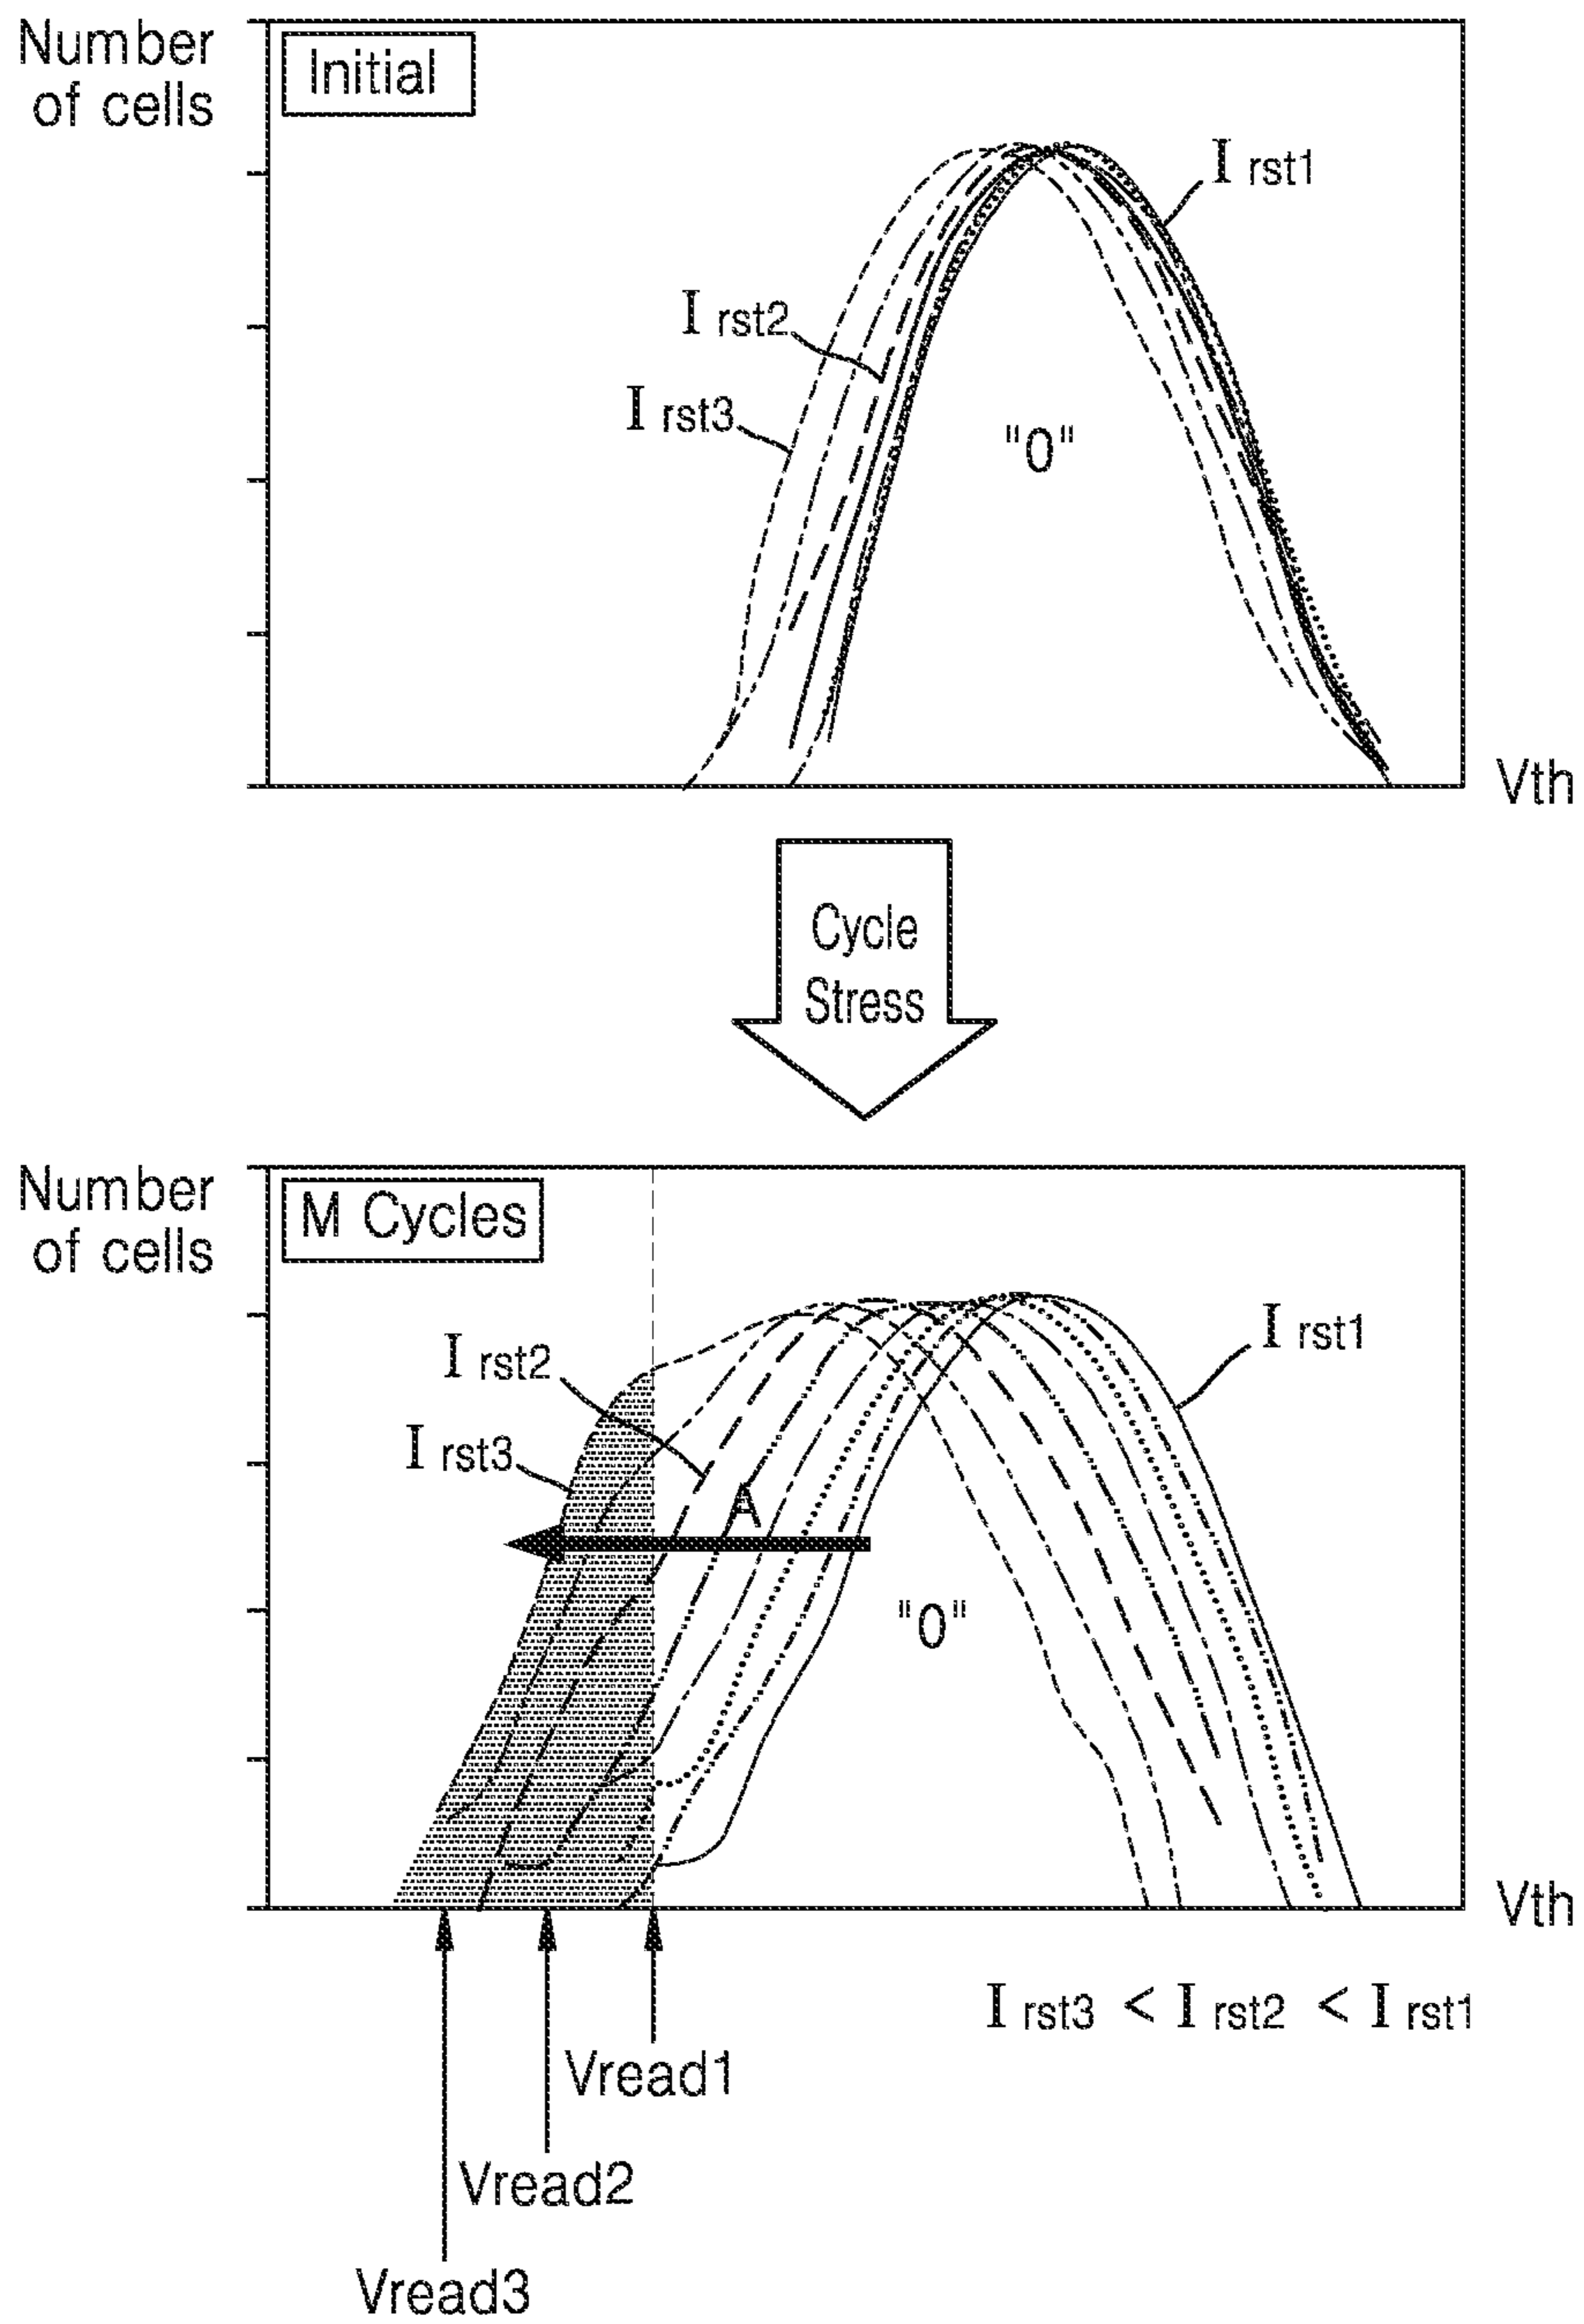 Number
of cells
Initial
I rst1
I rst2
I rst3
"0"
Vth
Cycle
Stress
Number
of cells
M Cycles
I rst1
I rst2
I rst3
A
"0"
Vth
I rst3 < I rst2 < I rst1
Vread1
Vread2
Vread3